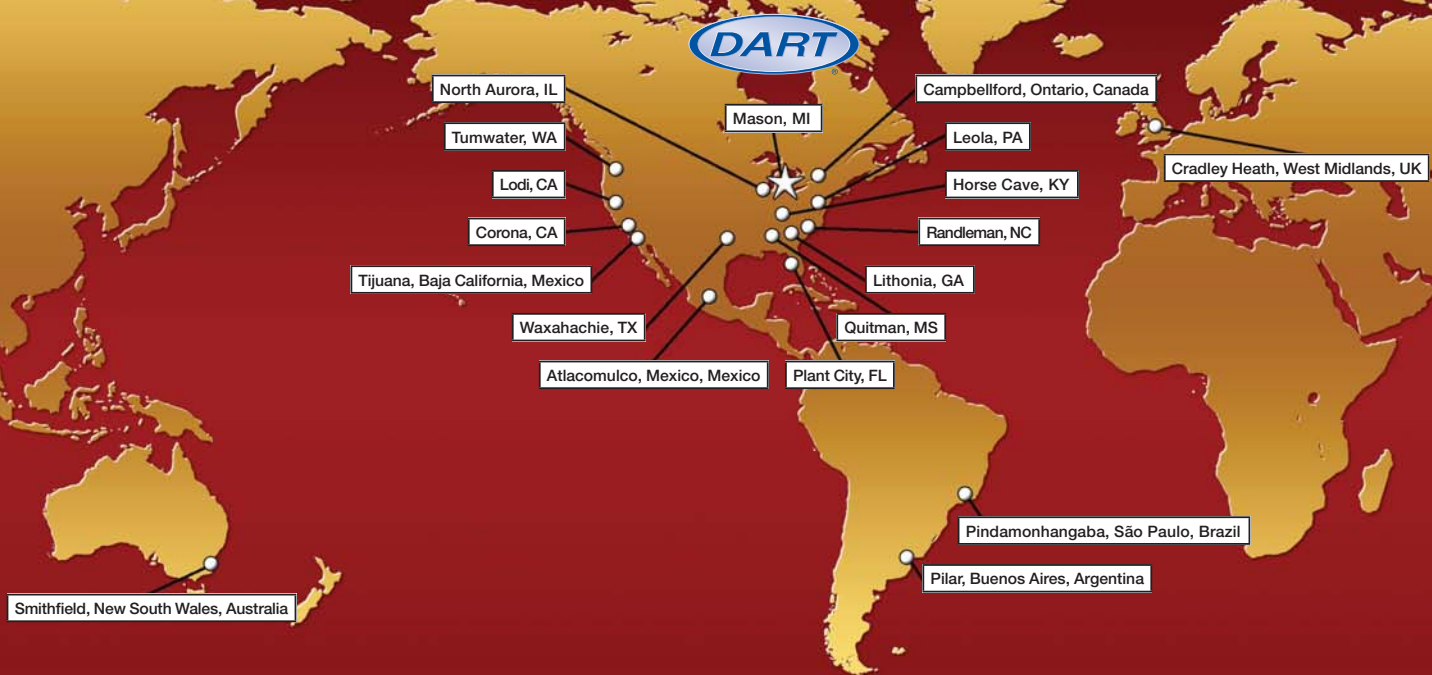 DART
®
North Aurora, IL
Campbellford, Ontario, Canada
Mason, MI
Tumwater, WA
Leola, PA
Cradley Heath, West Midlands, UK
Lodi, CA
Horse Cave, KY
Corona, CA
Randleman, NC
Tijuana, Baja California, Mexico
Lithonia, GA
Waxahachie, TX
Quitman, MS
Atlacomulco, Mexico, Mexico
Plant City, FL
Pindamonhangaba, São Paulo, Brazil
Pilar, Buenos Aires, Argentina
Smithfield, New South Wales, Australia